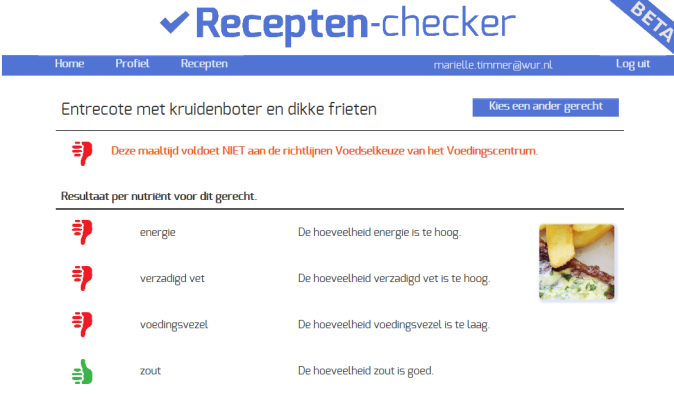 Recepten-checker
BETA
Home Profiel Recepten marielle.timmer@wur.nl Log uit
Entrecote met kruidenboter en dikke frieten Kies een ander gerecht
Deze maaltijd voldoet NIET aan de richtlijnen Voedselkeuze van het Voedingscentrum.
Resultaat per nutriënt voor dit gerecht.
energie De hoeveelheid energie is te hoog.
verzadigd vet De hoeveelheid verzadigd vet is te hoog.
voedingsvezel De hoeveelheid voedingsvezel is te laag.
zout De hoeveelheid zout is goed.